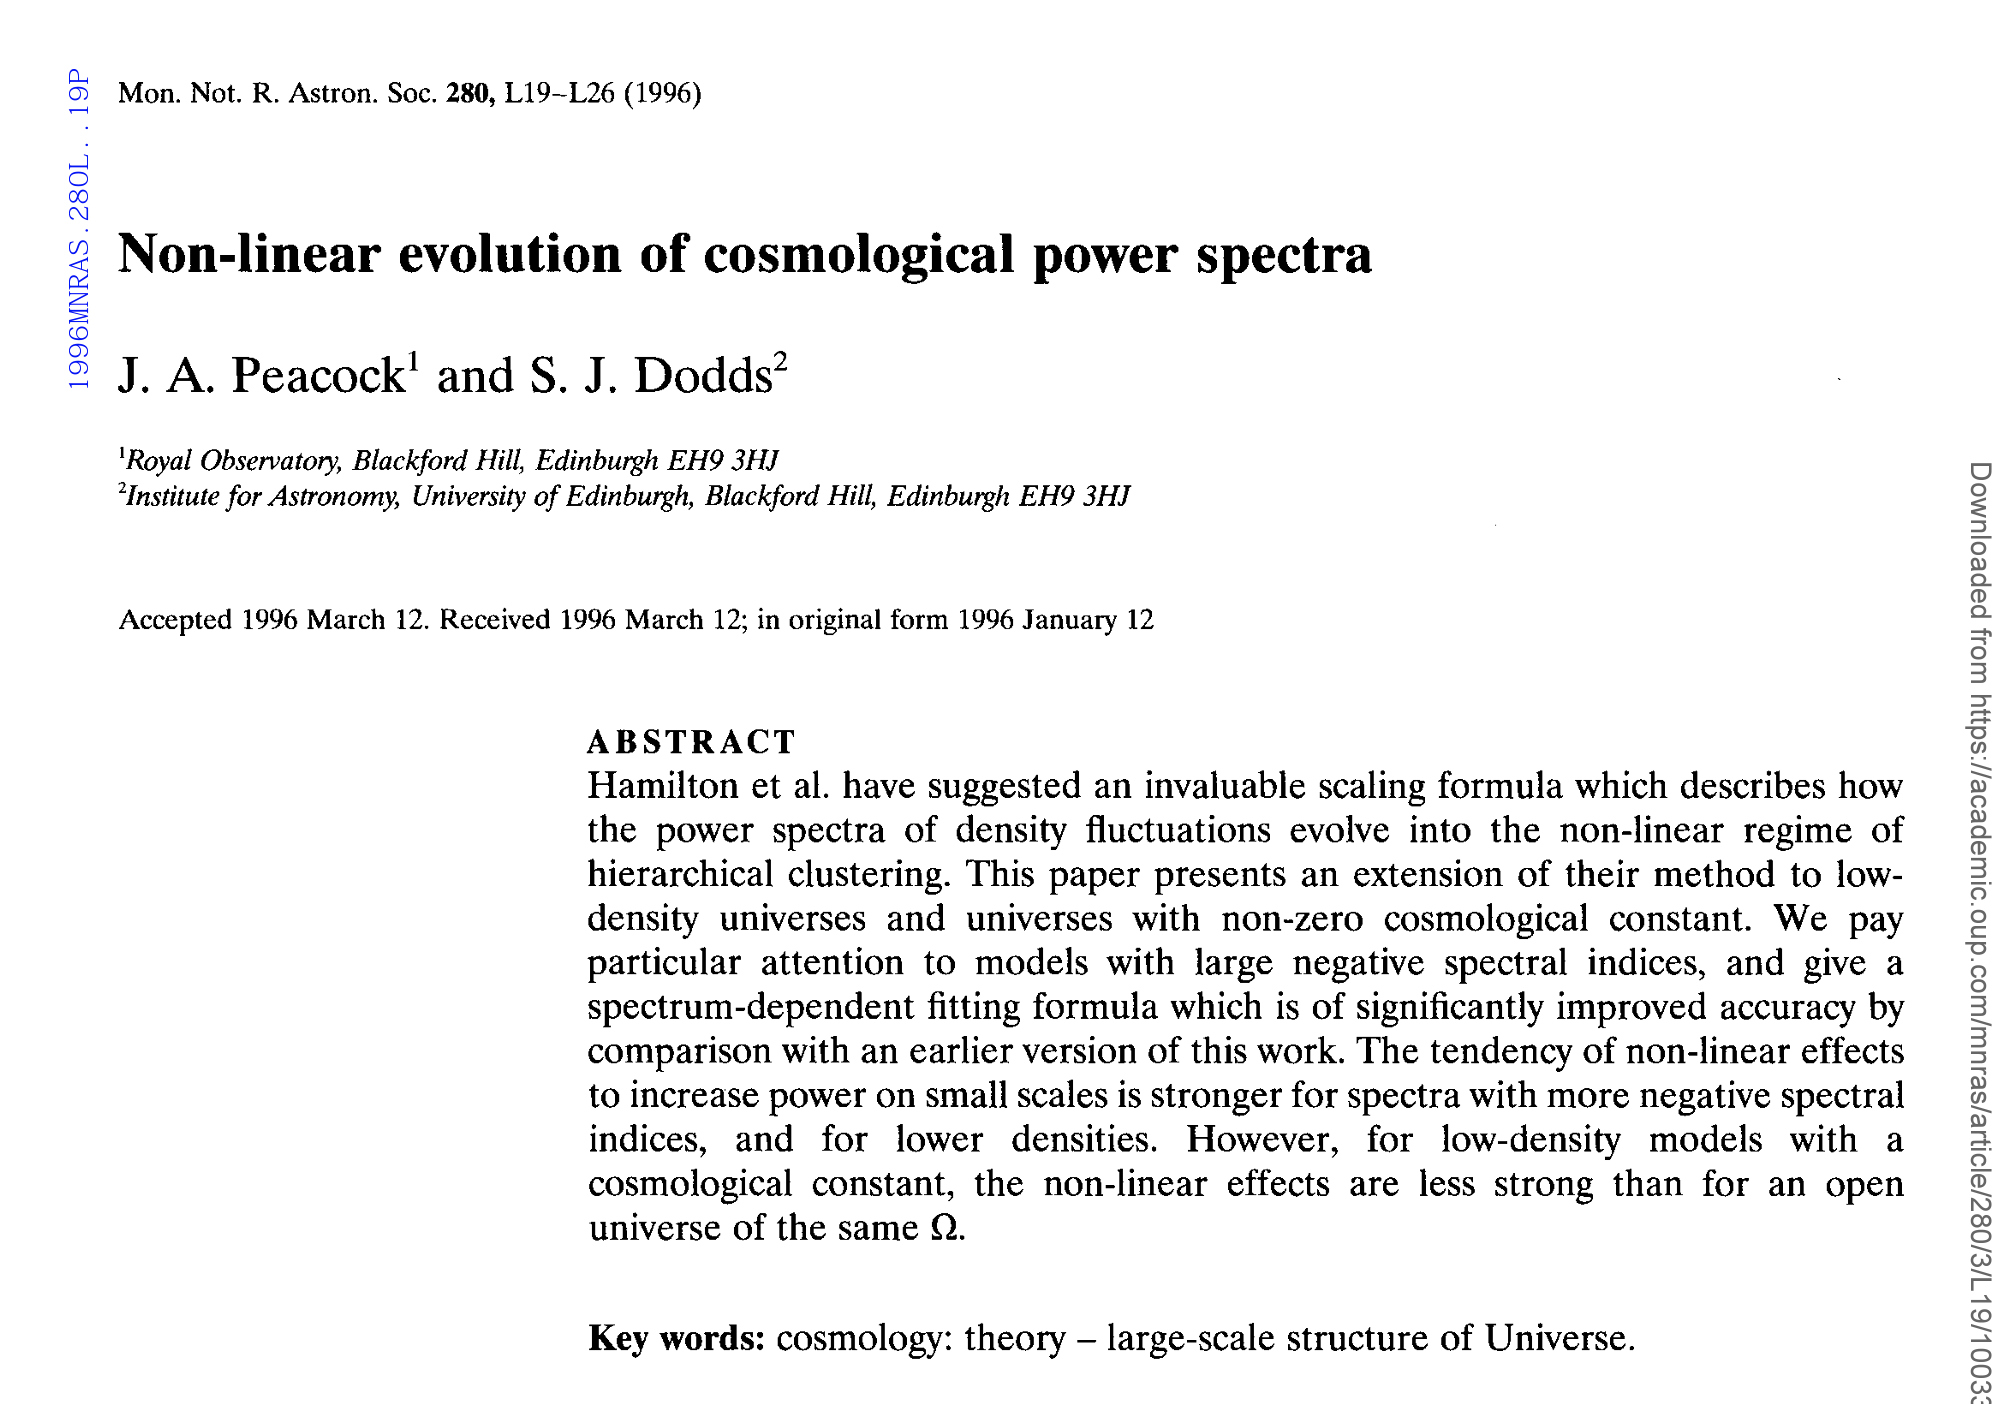 1996MNRAS.280L..19P
Mon. Not. R. Astron. Soc. 280, L19–L26 (1996)
Non-linear evolution of cosmological power spectra
J. A. Peacock¹ and S. J. Dodds²
¹Royal Observatory, Blackford Hill, Edinburgh EH9 3HJ
²Institute for Astronomy, University of Edinburgh, Blackford Hill, Edinburgh EH9 3HJ
Accepted 1996 March 12. Received 1996 March 12; in original form 1996 January 12
ABSTRACT
Hamilton et al. have suggested an invaluable scaling formula which describes how
the power spectra of density fluctuations evolve into the non-linear regime of
hierarchical clustering. This paper presents an extension of their method to low-
density universes and universes with non-zero cosmological constant. We pay
particular attention to models with large negative spectral indices, and give a
spectrum-dependent fitting formula which is of significantly improved accuracy by
comparison with an earlier version of this work. The tendency of non-linear effects
to increase power on small scales is stronger for spectra with more negative spectral
indices, and for lower densities. However, for low-density models with a
cosmological constant, the non-linear effects are less strong than for an open
universe of the same Ω.
Key words: cosmology: theory – large-scale structure of Universe.
Downloaded from https://academic.oup.com/mnras/article/280/3/L19/1003